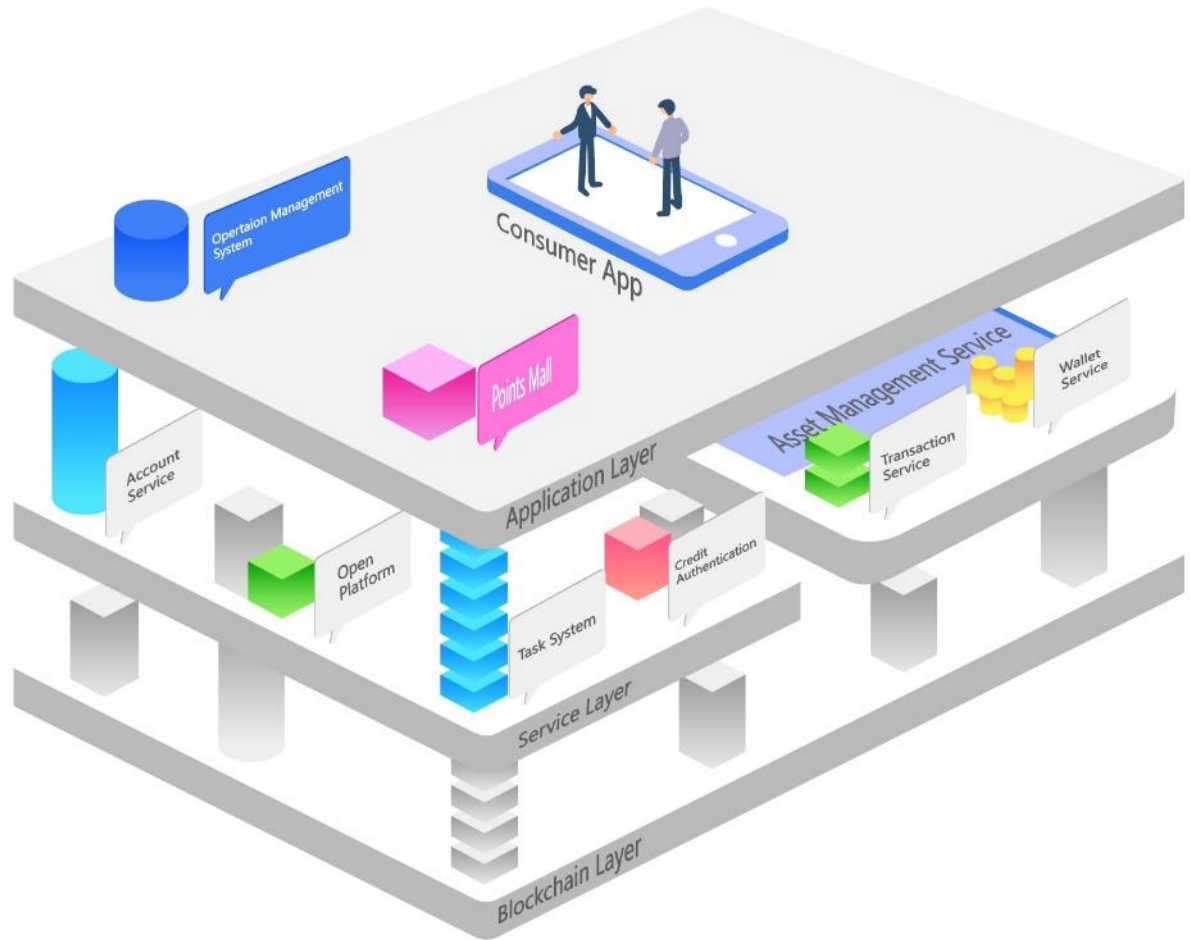 Opertaion Management
System
Consumer App
Points Mall
Application Layer
Asset Management Service
Wallet
Service
Transaction
Service
Account
Service
Open
Platform
Credit
Authentication
Task System
Service Layer
Blockchain Layer